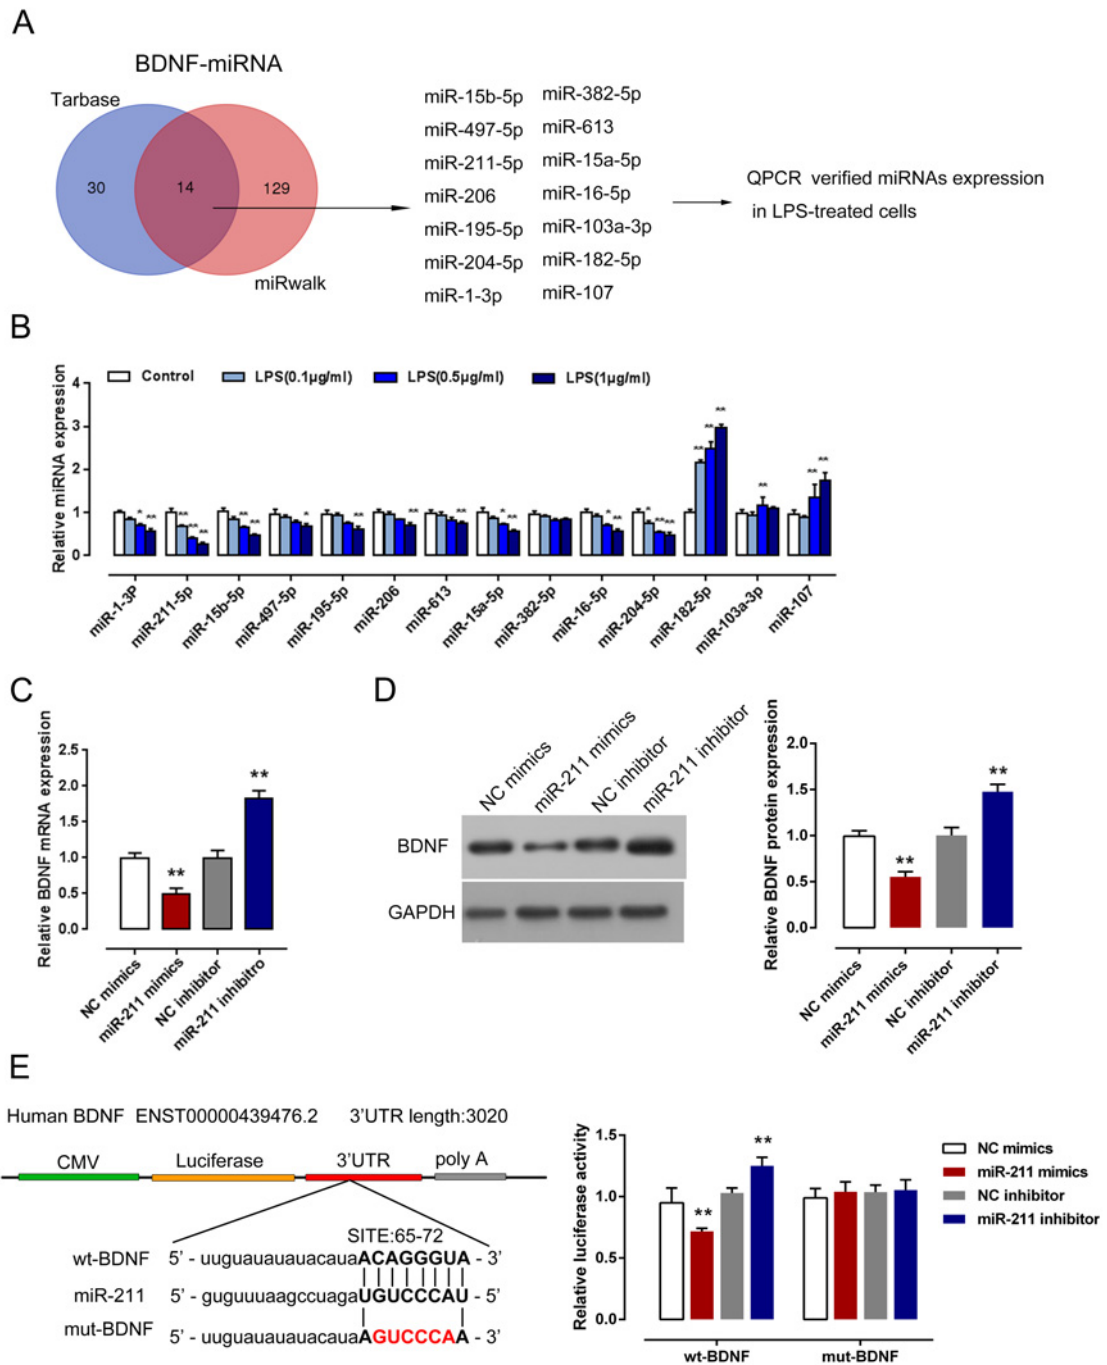 A
BDNF-miRNA
Tarbase
30
14
129
miRwalk
miR-15b-5p
miR-497-5p
miR-211-5p
miR-206
miR-195-5p
miR-204-5p
miR-1-3p
miR-382-5p
miR-613
miR-15a-5p
miR-16-5p
miR-103a-3p
miR-182-5p
miR-107
QPCR verified miRNAs expression
in LPS-treated cells
B
Control
LPS(0.1μg/ml)
LPS(0.5μg/ml)
LPS(1μg/ml)
Relative miRNA expression
4
3
2
1
0
* **
** ** **
** **
*
**
**
**
* **
* **
* ** **
** ** **
**
** **
miR-1-3P
miR-211-5p
miR-15b-5p
miR-497-5p
miR-195-5p
miR-206
miR-613
miR-15a-5p
miR-382-5p
miR-16-5p
miR-204-5p
miR-182-5p
miR-103a-3p
miR-107
C
Relative BDNF mRNA expression
2.5
2.0
1.5
1.0
0.5
0.0
**
**
NC mimics
miR-211 mimics
NC inhibitor
miR-211 inhibitro
D
NC mimics
miR-211 mimics
NC inhibitor
miR-211 inhibitor
BDNF
GAPDH
Relative BDNF protein expression
2.0
1.5
1.0
0.5
0.0
**
**
NC mimics
miR-211 mimics
NC inhibitor
miR-211 inhibitor
E
Human BDNF ENST00000439476.2 3'UTR length:3020
CMV
Luciferase
3'UTR
poly A
SITE:65-72
wt-BDNF 5' - uuguauauauacauaACAGGGUA - 3'
miR-211 5' - guguuuaagccuagaUGUCCCAU - 5'
mut-BDNF
5' - uuguauauauacauaAGUCCCAA - 3'
Relative luciferase activity
1.5
1.0
0.5
0.0
**
**
wt-BDNF
mut-BDNF
NC mimics
miR-211 mimics
NC inhibitor
miR-211 inhibitor